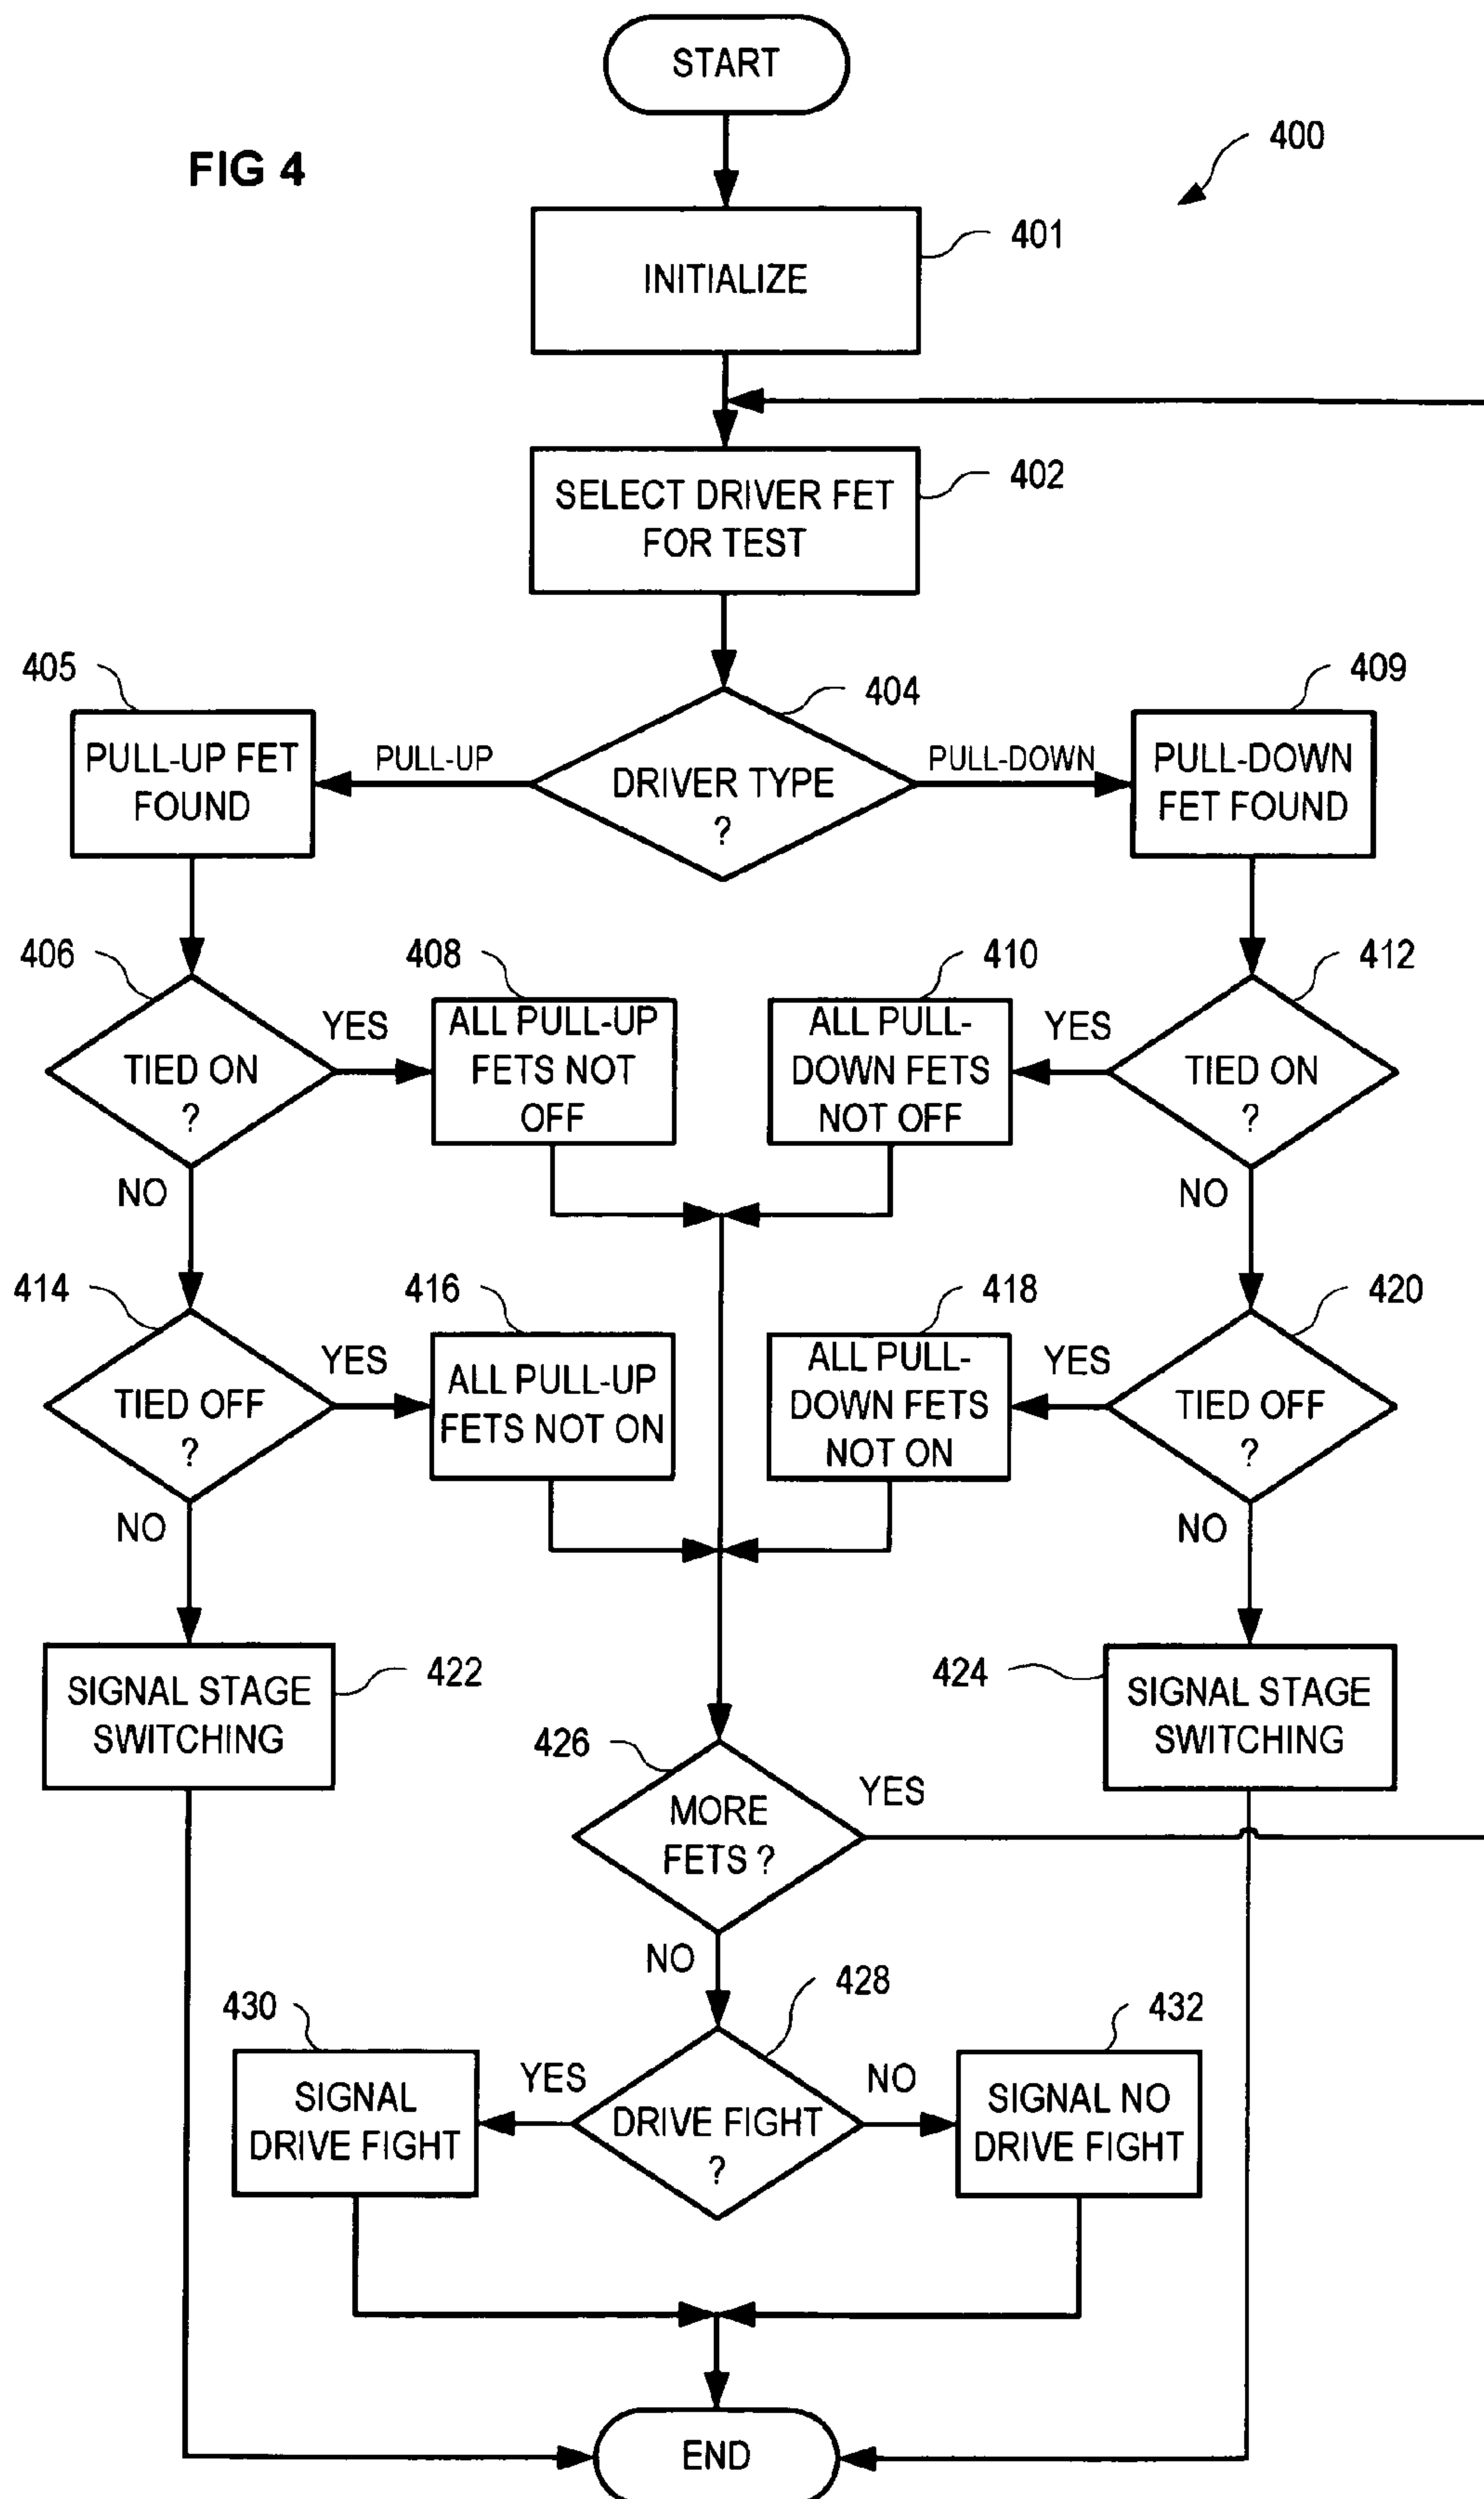 START
FIG 4
400
401
INITIALIZE
402
SELECT DRIVER FET
FOR TEST
405
404
409
PULL-UP FET
FOUND
PULL-UP
DRIVER TYPE
?
PULL-DOWN
PULL-DOWN
FET FOUND
406
408
410
412
TIED ON
?
YES
ALL PULL-UP
FETS NOT
OFF
ALL PULL-
DOWN FETS
NOT OFF
YES
TIED ON
?
NO
NO
414
416
418
420
TIED OFF
?
YES
ALL PULL-UP
FETS NOT ON
ALL PULL-
DOWN FETS
NOT ON
YES
TIED OFF
?
NO
NO
SIGNAL STAGE
SWITCHING
422
424
SIGNAL STAGE
SWITCHING
426
MORE
FETS ?
YES
NO
428
430
432
SIGNAL
DRIVE FIGHT
YES
DRIVE FIGHT
?
NO
SIGNAL NO
DRIVE FIGHT
END